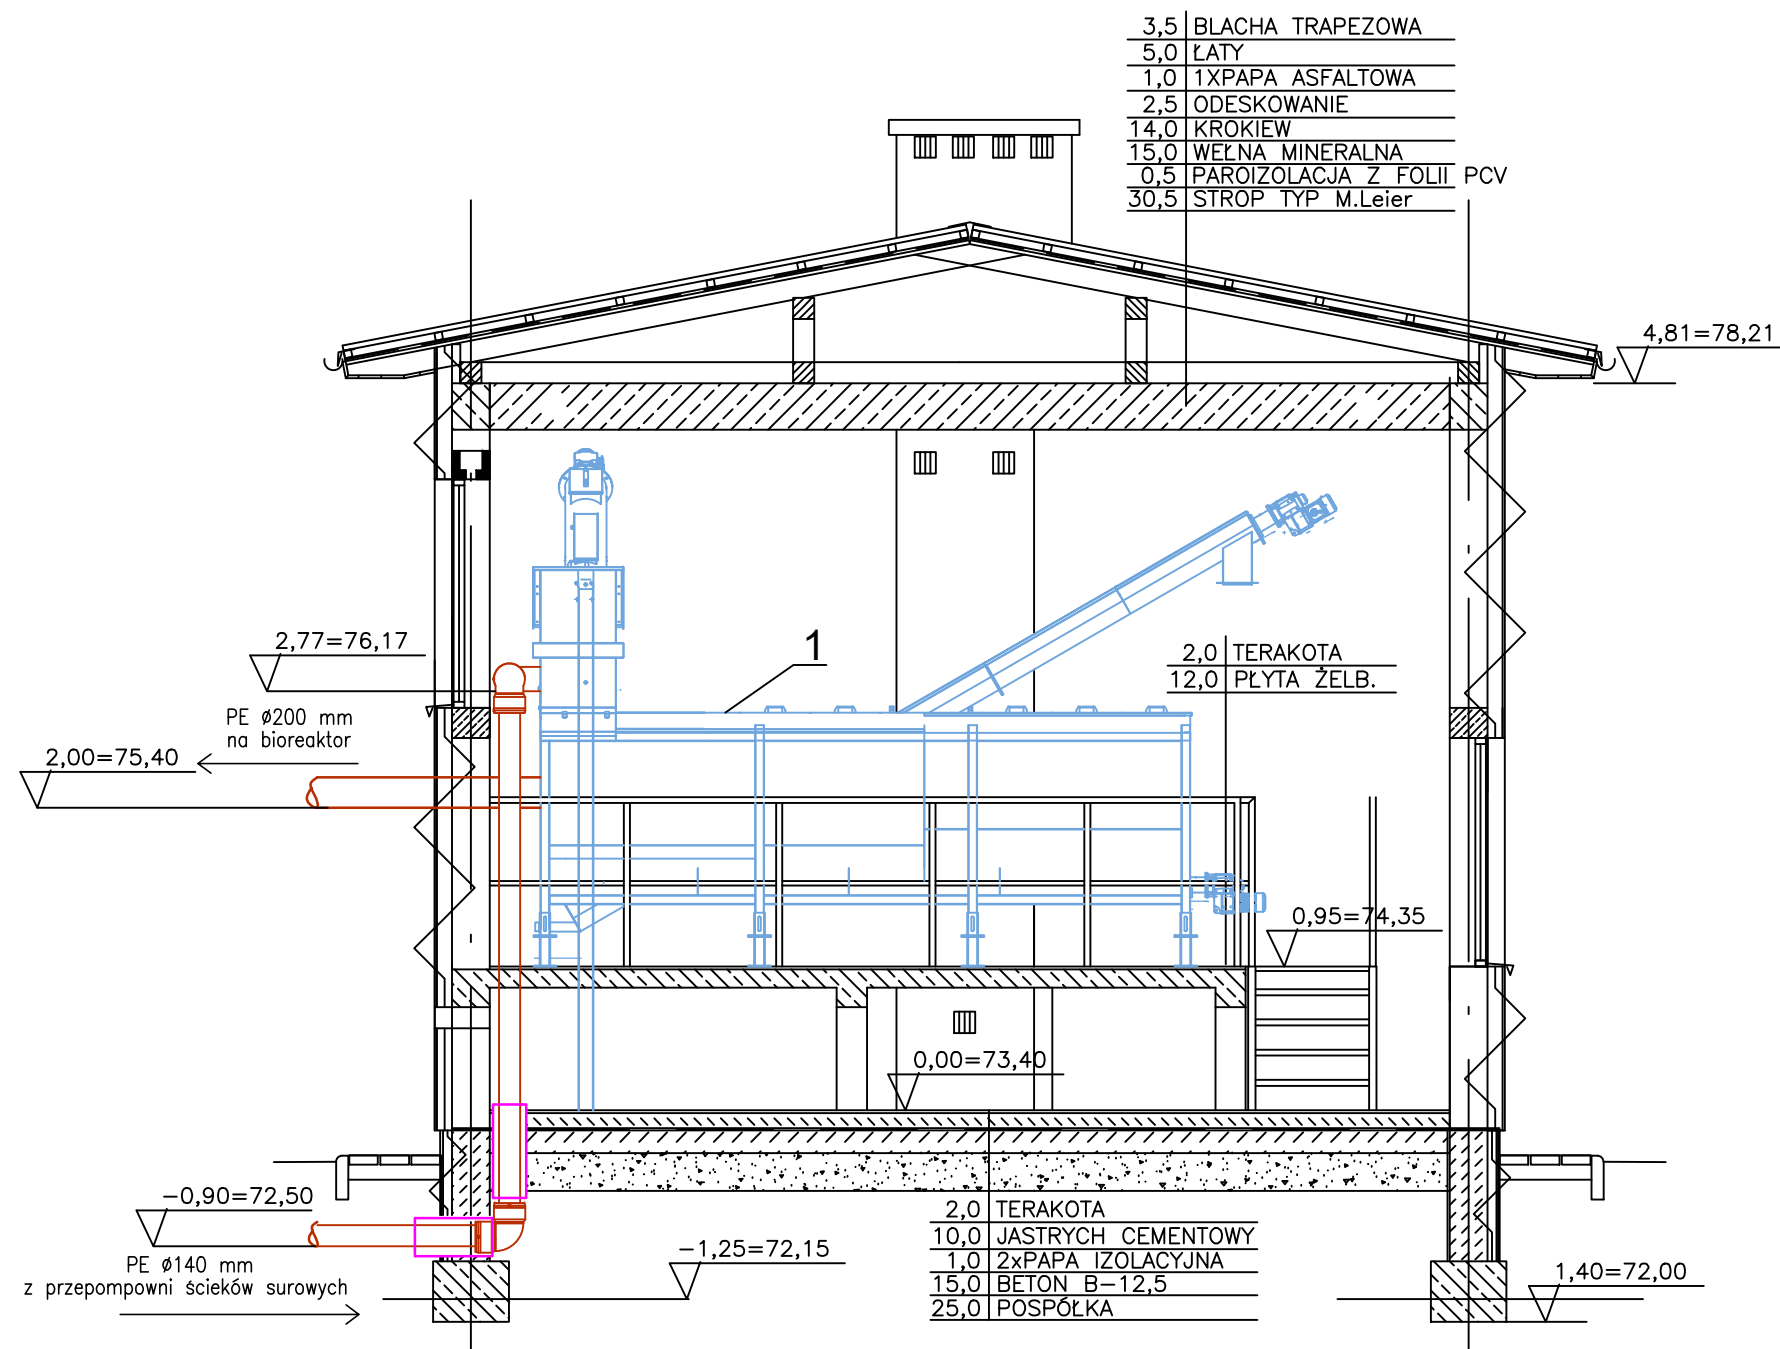 3,5 BLACHA TRAPEZOWA
5,0 ŁATY
1,0 1XPAPA ASFALTOWA
2,5 ODESKOWANIE
14,0 KROKIEW
15,0 WEŁNA MINERALNA
0,5 PAROIZOLACJA Z FOLII PCV
30,5 STROP TYP M.Leier
4,81=78,21
2,77=76,17
1
2,0 TERAKOTA
12,0 PŁYTA ŻELB.
PE ø200 mm
na bioreaktor
2,00=75,40
0,95=74,35
0,00=73,40
-0,90=72,50
PE ø140 mm
z przepompowni ścieków surowych
-1,25=72,15
2,0 TERAKOTA
10,0 JASTRYCH CEMENTOWY
1,0 2xPAPA IZOLACYJNA
15,0 BETON B-12,5
25,0 POSPÓŁKA
1,40=72,00